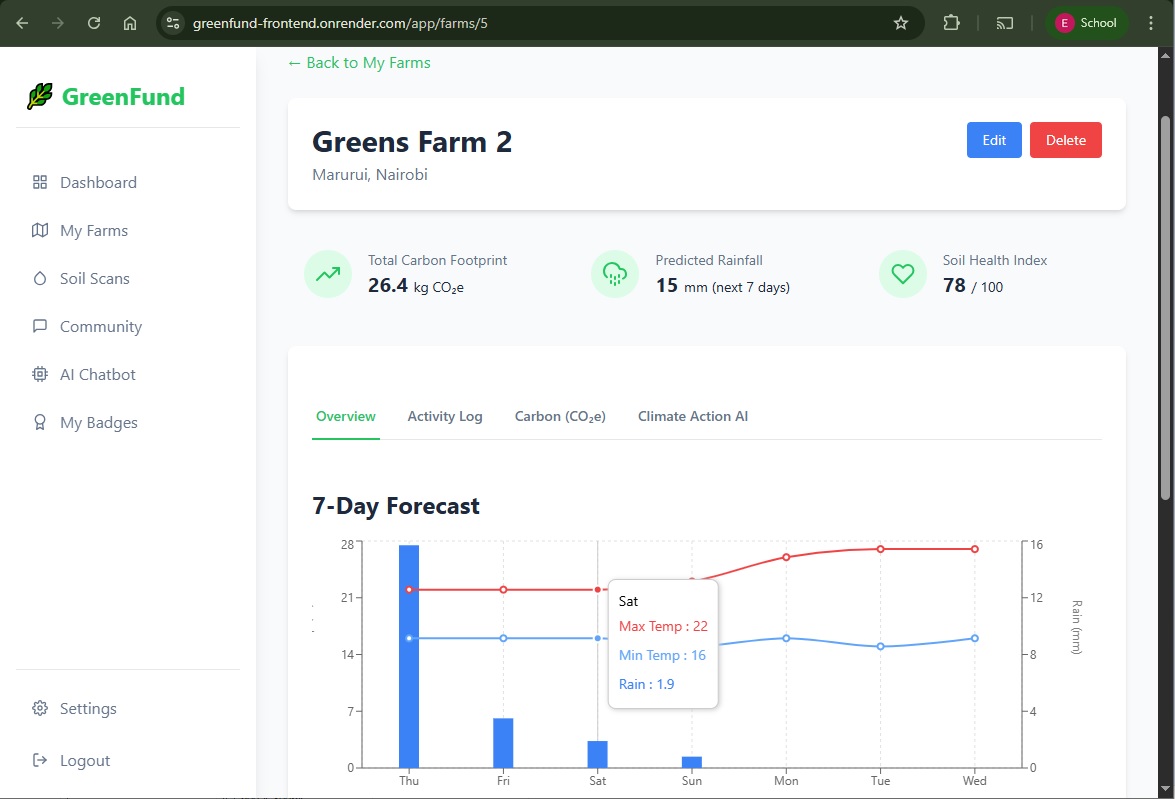 greenfund-frontend.onrender.com/app/farms/5
E School
← Back to My Farms
GreenFund
Dashboard
My Farms
Soil Scans
Community
AI Chatbot
My Badges
Settings
Logout
Greens Farm 2
Marurui, Nairobi
Edit
Delete
Total Carbon Footprint
26.4 kg CO₂e
Predicted Rainfall
15 mm (next 7 days)
Soil Health Index
78 / 100
Overview Activity Log Carbon (CO₂e) Climate Action AI
7-Day Forecast
28
21
14
7
0
16
12
8
4
0
Rain (mm)
Sat
Max Temp : 22
Min Temp : 16
Rain : 1.9
Thu Fri Sat Sun Mon Tue Wed